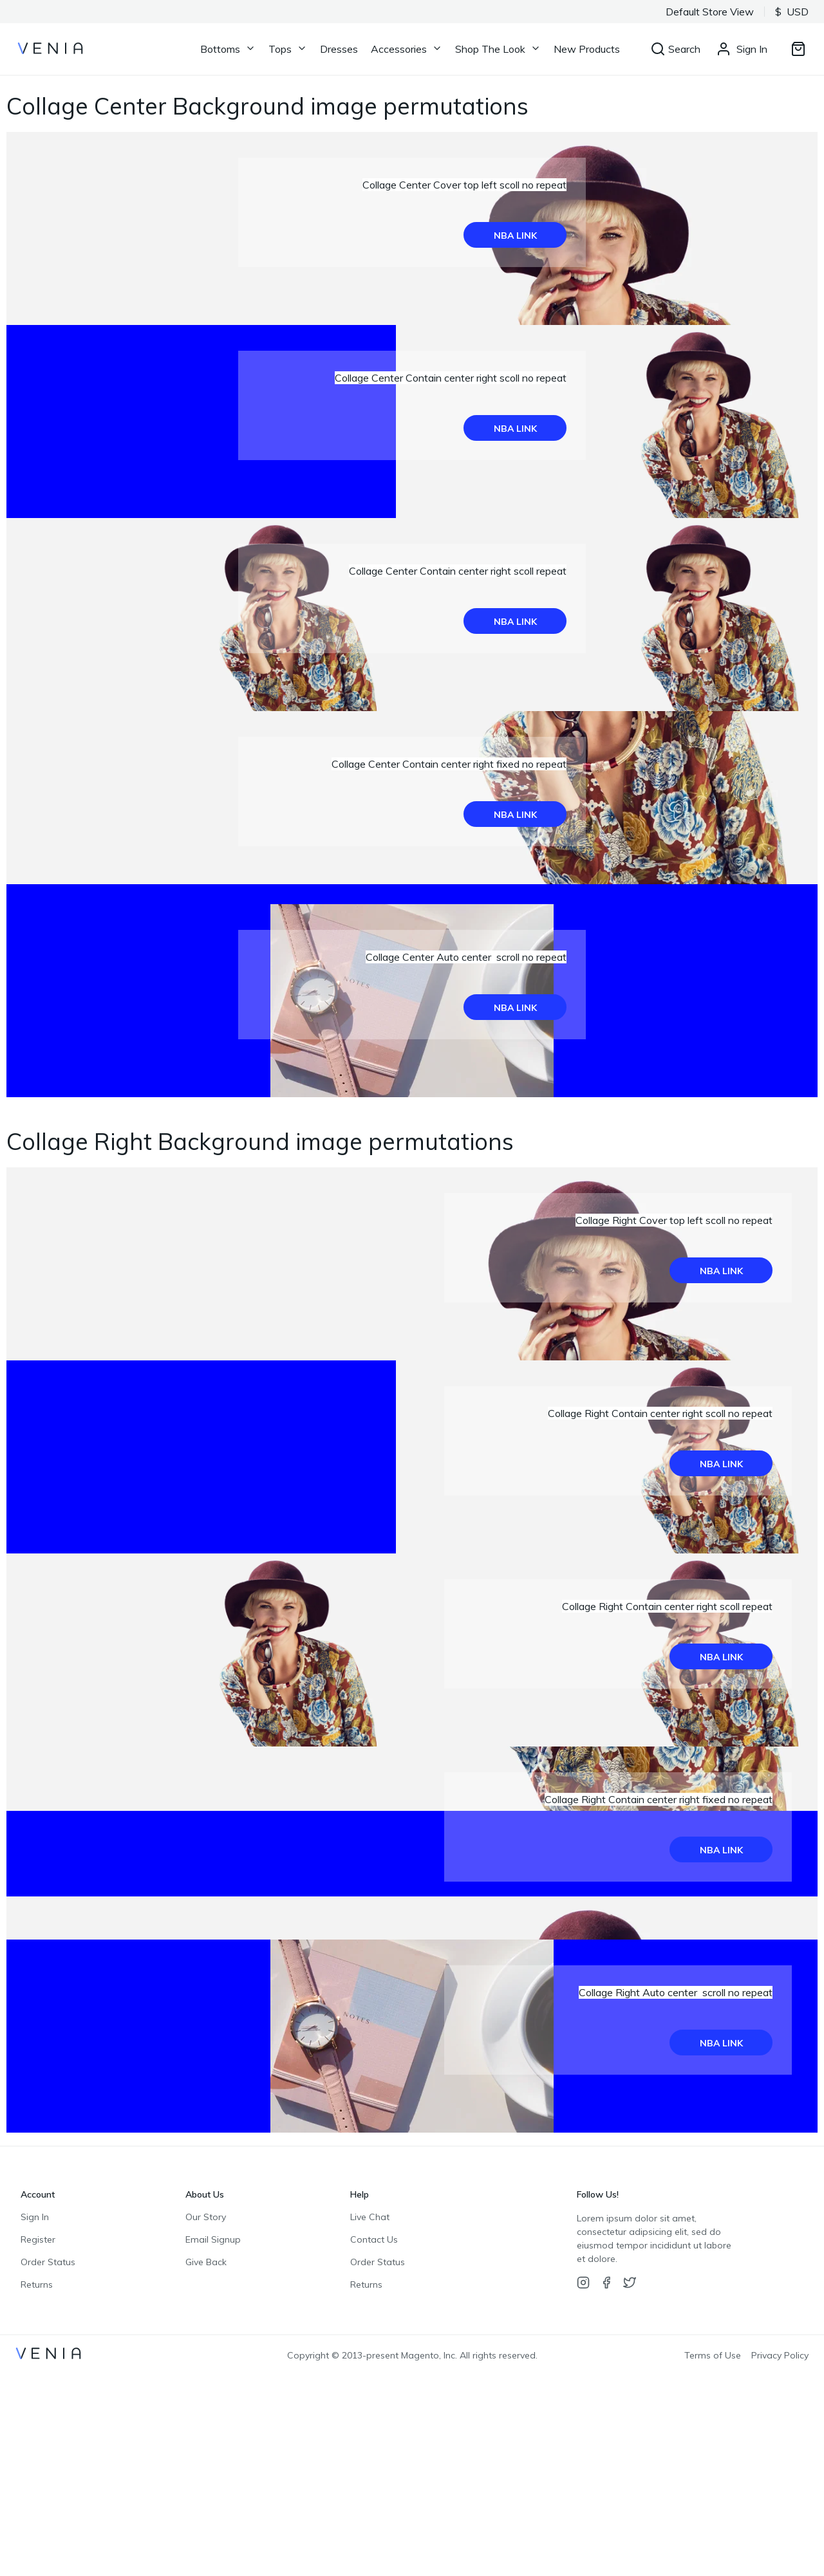 Default Store View
$ USD
VENIA
Bottoms
Tops
Dresses
Accessories
Shop The Look
New Products
Search
Sign In
Collage Center Background image permutations
Collage Center Cover top left scoll no repeat
NBA LINK
Collage Center Contain center right scoll no repeat
NBA LINK
Collage Center Contain center right scoll repeat
NBA LINK
Collage Center Contain center right fixed no repeat
NBA LINK
NOTES
Collage Center Auto center  scroll no repeat
NBA LINK
Collage Right Background image permutations
Collage Right Cover top left scoll no repeat
NBA LINK
Collage Right Contain center right scoll no repeat
NBA LINK
Collage Right Contain center right scoll repeat
NBA LINK
Collage Right Contain center right fixed no repeat
NBA LINK
NOTES
Collage Right Auto center  scroll no repeat
NBA LINK
Account
Sign In
Register
Order Status
Returns
About Us
Our Story
Email Signup
Give Back
Help
Live Chat
Contact Us
Order Status
Returns
Follow Us!
Lorem ipsum dolor sit amet,
consectetur adipsicing elit, sed do
eiusmod tempor incididunt ut labore
et dolore.
VENIA
Copyright © 2013-present Magento, Inc. All rights reserved.
Terms of Use
Privacy Policy